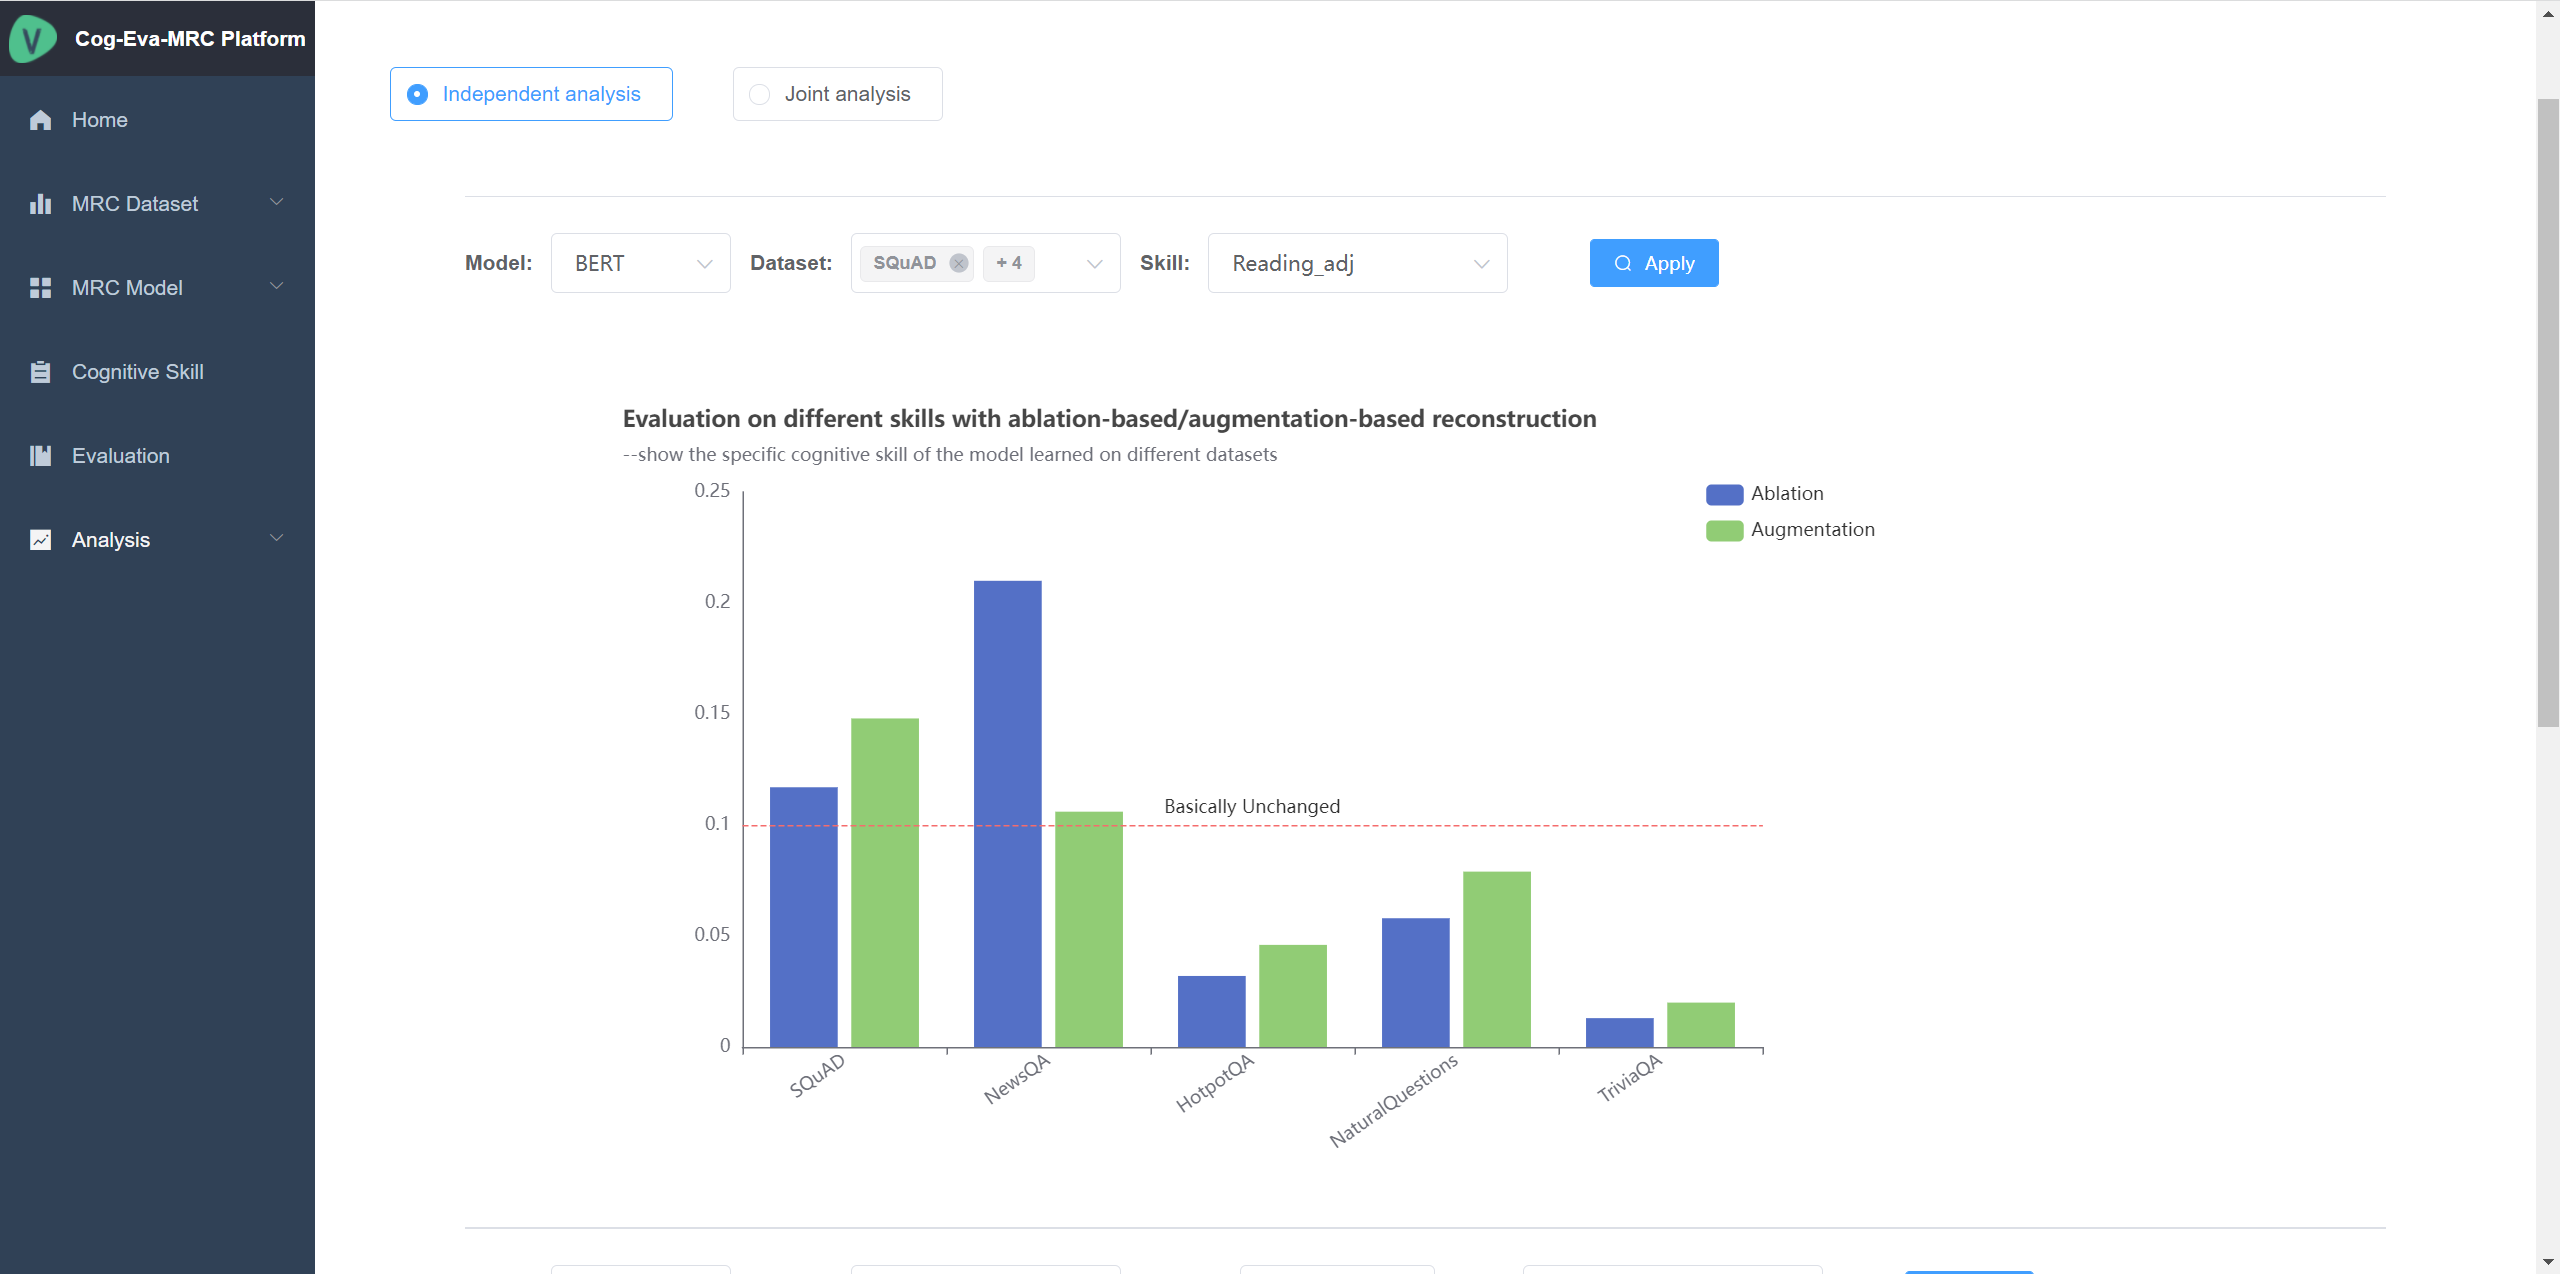 Cog-Eva-MRC Platform
Home
MRC Dataset
MRC Model
Cognitive Skill
Evaluation
Analysis
Independent analysis
Joint analysis
Model: BERT Dataset: SQuAD + 4 Skill: Reading_adj Apply
Evaluation on different skills with ablation-based/augmentation-based reconstruction
--show the specific cognitive skill of the model learned on different datasets
Ablation
Augmentation
0.25
0.2
0.15
0.1
0.05
0
Basically Unchanged
SQuAD
NewsQA
HotpotQA
NaturalQuestions
TriviaQA